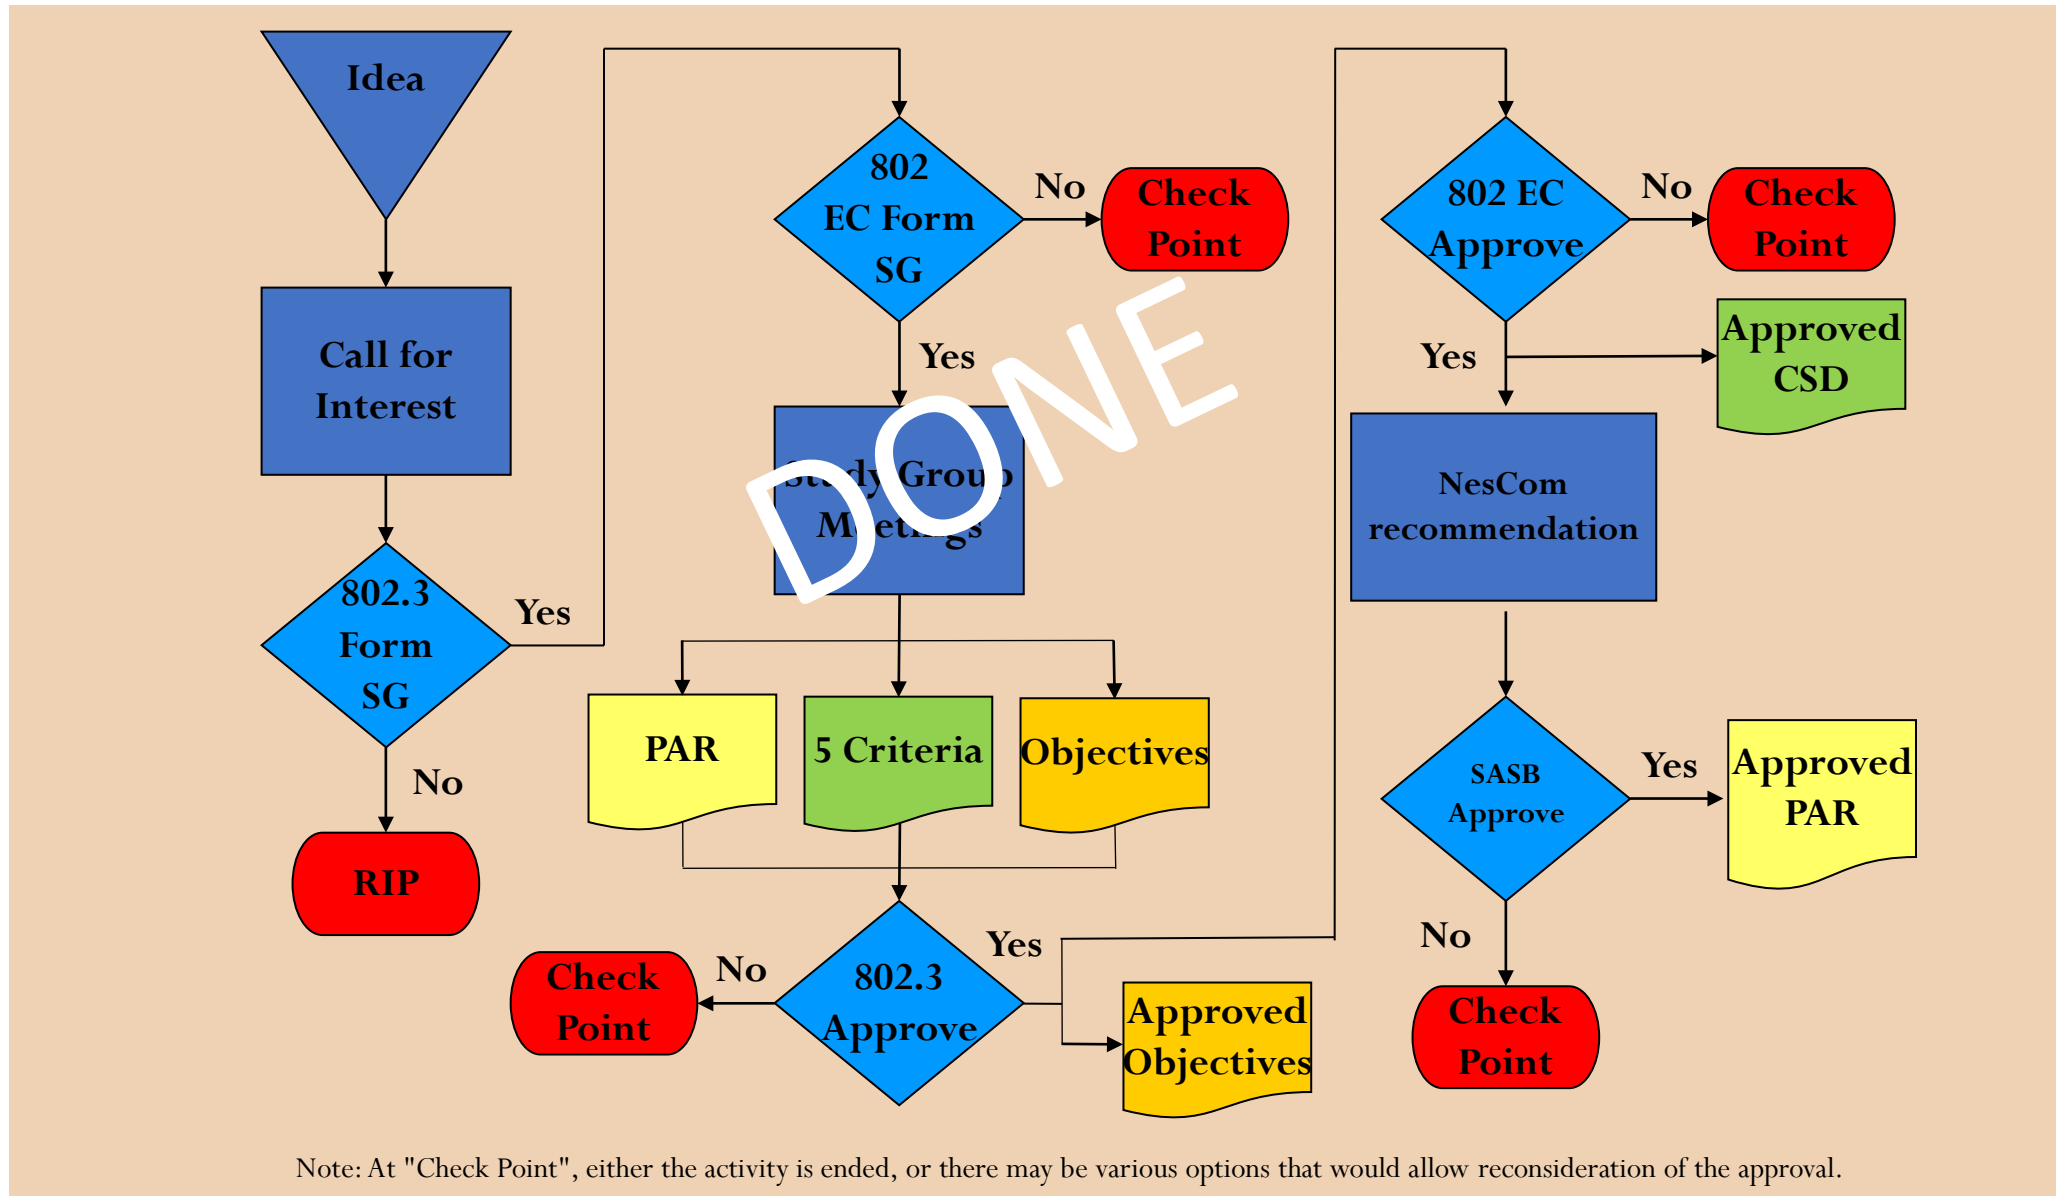 Idea
Call for
Interest
802.3
Form
SG
Yes
No
RIP
802
EC Form
SG
No
Check
Point
Yes
Study Group
Meetings
DONE
PAR
5 Criteria
Objectives
802.3
Approve
No
Check
Point
Yes
Approved
Objectives
802 EC
Approve
No
Check
Point
Yes
Approved
CSD
NesCom
recommendation
SASB
Approve
Yes
Approved
PAR
No
Check
Point
Note: At "Check Point", either the activity is ended, or there may be various options that would allow reconsideration of the approval.